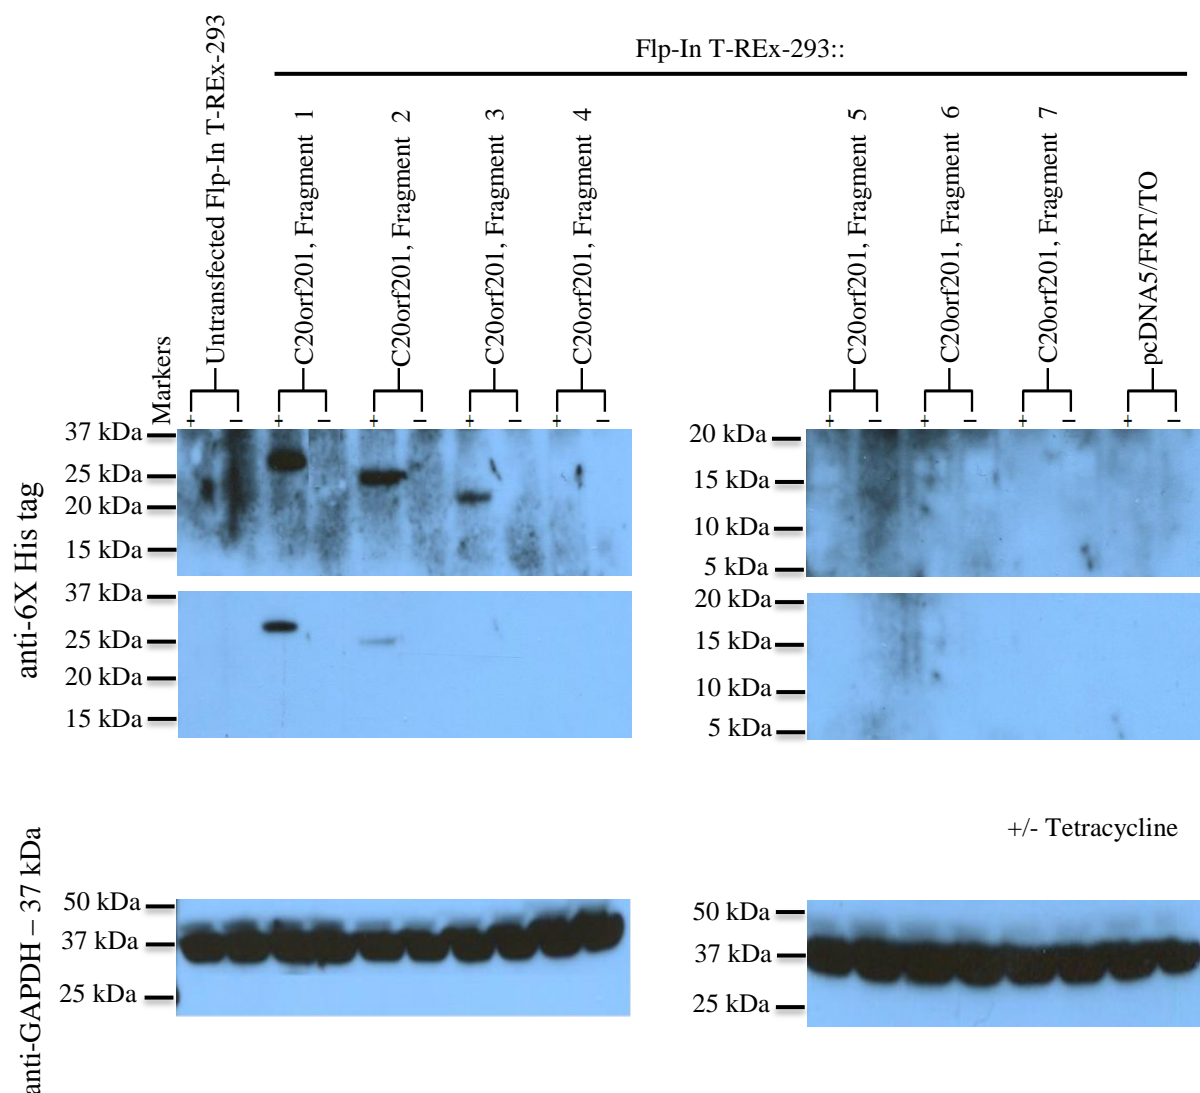 Flp-In T-REx-293::
Untransfected Flp-In T-REx-293
C20orf201, Fragment 1
C20orf201, Fragment 2
C20orf201, Fragment 3
C20orf201, Fragment 4
C20orf201, Fragment 5
C20orf201, Fragment 6
C20orf201, Fragment 7
pcDNA5/FRT/TO
Markers
+ − + − + − + − + −
+ − + − + − + −
anti-6X His tag
37 kDa
25 kDa
20 kDa
15 kDa
20 kDa
15 kDa
10 kDa
5 kDa
37 kDa
25 kDa
20 kDa
15 kDa
20 kDa
15 kDa
10 kDa
5 kDa
+/- Tetracycline
anti-GAPDH – 37 kDa
50 kDa
37 kDa
25 kDa
50 kDa
37 kDa
25 kDa